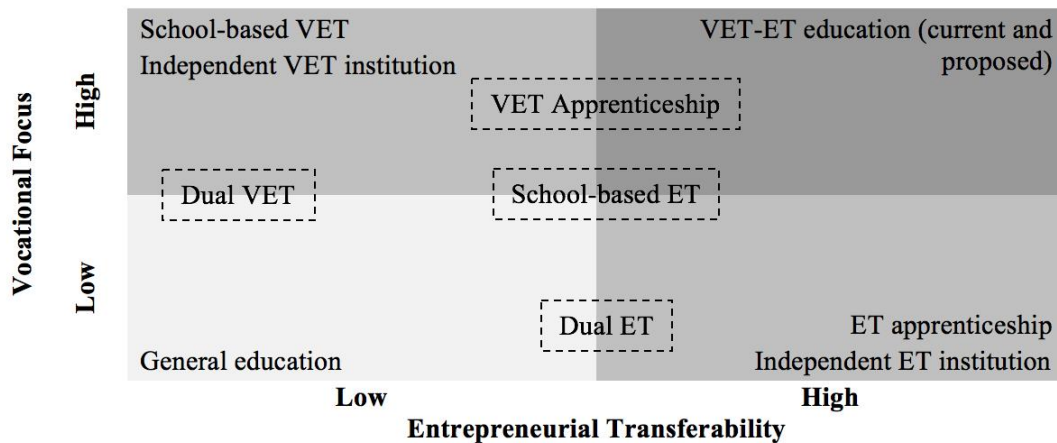 School-based VET
Independent VET institution
VET-ET education (current and
proposed)
VET Apprenticeship
Dual VET
School-based ET
Dual ET
General education
ET apprenticeship
Independent ET institution
Vocational Focus
High
Low
Low
High
Entrepreneurial Transferability